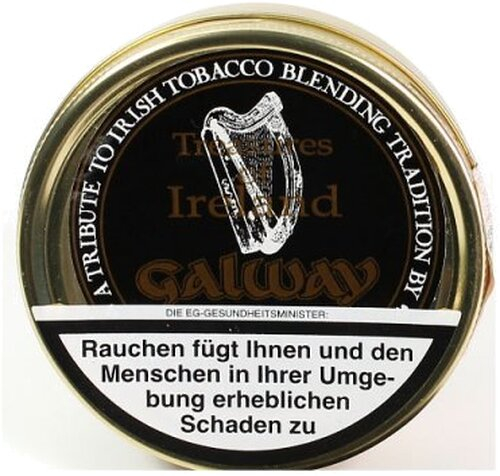 A TRIBUTE TO IRISH TOBACCO BLENDING TRADITION BY
Treasures
of
Ireland
GALWAY
DIE EG-GESUNDHEITSMINISTER:
Rauchen fügt Ihnen und den
Menschen in Ihrer Umge-
bung erheblichen
Schaden zu